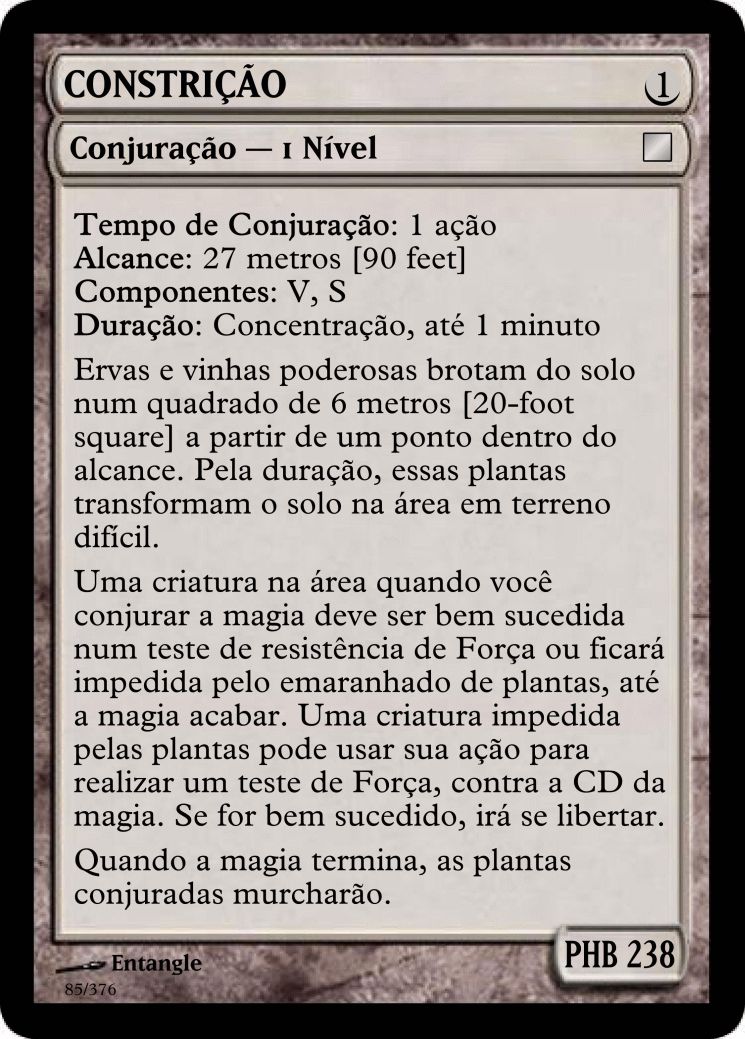 CONSTRIÇÃO 1
Conjuração — 1 Nível
Tempo de Conjuração: 1 ação
Alcance: 27 metros [90 feet]
Componentes: V, S
Duração: Concentração, até 1 minuto
Ervas e vinhas poderosas brotam do solo
num quadrado de 6 metros [20-foot
square] a partir de um ponto dentro do
alcance. Pela duração, essas plantas
transformam o solo na área em terreno
difícil.
Uma criatura na área quando você
conjurar a magia deve ser bem sucedida
num teste de resistência de Força ou ficará
impedida pelo emaranhado de plantas, até
a magia acabar. Uma criatura impedida
pelas plantas pode usar sua ação para
realizar um teste de Força, contra a CD da
magia. Se for bem sucedido, irá se libertar.
Quando a magia termina, as plantas
conjuradas murcharão.
PHB 238
Entangle
85/376